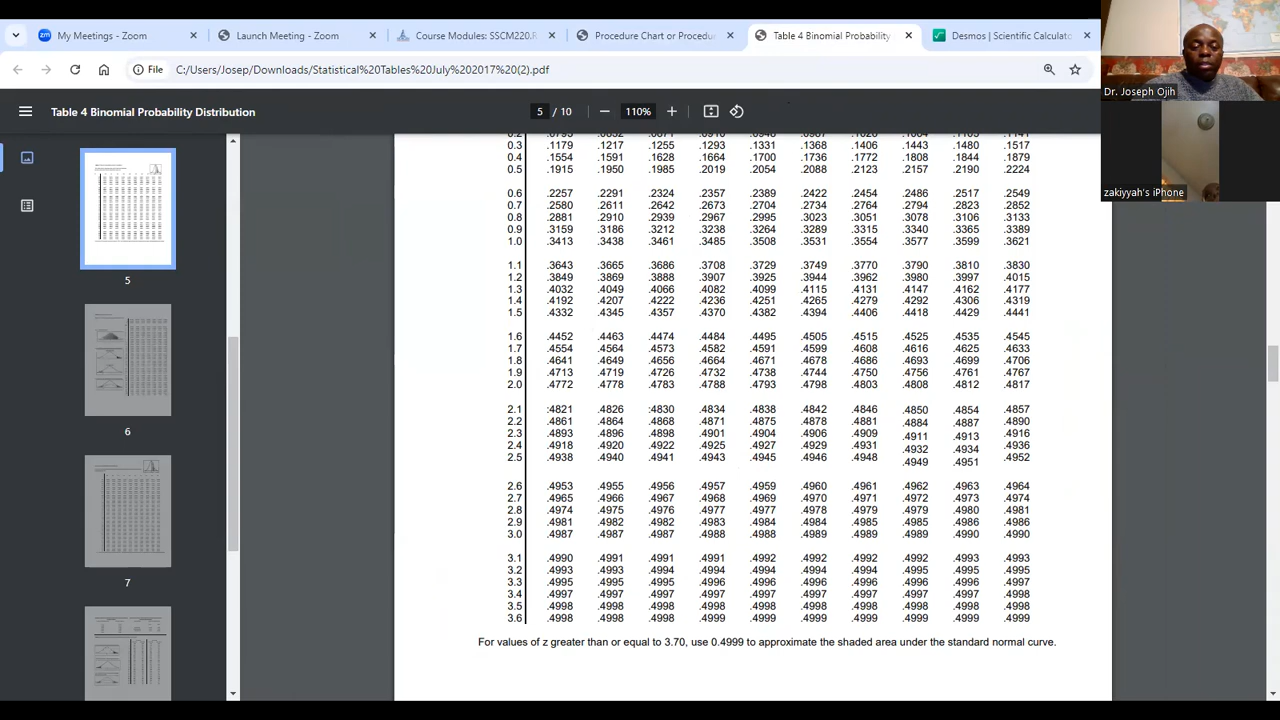 My Meetings - Zoom
Launch Meeting - Zoom
Course Modules: SSCM220.R
Procedure Chart or Procedu
Table 4 Binomial Probability
Desmos | Scientific Calculat
File C:/Users/Josep/Downloads/Statistical%20Tables%20July%202017%20(2).pdf
Table 4 Binomial Probability Distribution
5 / 10
110%
Dr. Joseph Ojih
zakiyyah's iPhone
5
6
7
0.3 .1179 .1217 .1255 .1293 .1331 .1368 .1406 .1443 .1480 .1517
0.4 .1554 .1591 .1628 .1664 .1700 .1736 .1772 .1808 .1844 .1879
0.5 .1915 .1950 .1985 .2019 .2054 .2088 .2123 .2157 .2190 .2224
0.6 .2257 .2291 .2324 .2357 .2389 .2422 .2454 .2486 .2517 .2549
0.7 .2580 .2611 .2642 .2673 .2704 .2734 .2764 .2794 .2823 .2852
0.8 .2881 .2910 .2939 .2967 .2995 .3023 .3051 .3078 .3106 .3133
0.9 .3159 .3186 .3212 .3238 .3264 .3289 .3315 .3340 .3365 .3389
1.0 .3413 .3438 .3461 .3485 .3508 .3531 .3554 .3577 .3599 .3621
1.1 .3643 .3665 .3686 .3708 .3729 .3749 .3770 .3790 .3810 .3830
1.2 .3849 .3869 .3888 .3907 .3925 .3944 .3962 .3980 .3997 .4015
1.3 .4032 .4049 .4066 .4082 .4099 .4115 .4131 .4147 .4162 .4177
1.4 .4192 .4207 .4222 .4236 .4251 .4265 .4279 .4292 .4306 .4319
1.5 .4332 .4345 .4357 .4370 .4382 .4394 .4406 .4418 .4429 .4441
1.6 .4452 .4463 .4474 .4484 .4495 .4505 .4515 .4525 .4535 .4545
1.7 .4554 .4564 .4573 .4582 .4591 .4599 .4608 .4616 .4625 .4633
1.8 .4641 .4649 .4656 .4664 .4671 .4678 .4686 .4693 .4699 .4706
1.9 .4713 .4719 .4726 .4732 .4738 .4744 .4750 .4756 .4761 .4767
2.0 .4772 .4778 .4783 .4788 .4793 .4798 .4803 .4808 .4812 .4817
2.1 :4821 .4826 :4830 .4834 .4838 .4842 .4846 .4850 .4854 .4857
2.2 .4861 .4864 .4868 .4871 .4875 .4878 .4881 .4884 .4887 .4890
2.3 .4893 .4896 .4898 .4901 .4904 .4906 .4909 .4911 .4913 .4916
2.4 .4918 .4920 .4922 .4925 .4927 .4929 .4931 .4932 .4934 .4936
2.5 .4938 .4940 .4941 .4943 .4945 .4946 .4948 .4949 .4951 .4952
2.6 .4953 .4955 .4956 .4957 .4959 .4960 .4961 .4962 .4963 .4964
2.7 .4965 .4966 .4967 .4968 .4969 .4970 .4971 .4972 .4973 .4974
2.8 .4974 .4975 .4976 .4977 .4977 .4978 .4979 .4979 .4980 .4981
2.9 .4981 .4982 .4982 .4983 .4984 .4984 .4985 .4985 .4986 .4986
3.0 .4987 .4987 .4987 .4988 .4988 .4989 .4989 .4989 .4990 .4990
3.1 .4990 .4991 .4991 .4991 .4992 .4992 .4992 .4992 .4993 .4993
3.2 .4993 .4993 .4994 .4994 .4994 .4994 .4994 .4995 .4995 .4995
3.3 .4995 .4995 .4995 .4996 .4996 .4996 .4996 .4996 .4996 .4997
3.4 .4997 .4997 .4997 .4997 .4997 .4997 .4997 .4997 .4997 .4998
3.5 .4998 .4998 .4998 .4998 .4998 .4998 .4998 .4998 .4998 .4998
3.6 .4998 .4998 .4998 .4999 .4999 .4999 .4999 .4999 .4999 .4999
For values of z greater than or equal to 3.70, use 0.4999 to approximate the shaded area under the standard normal curve.